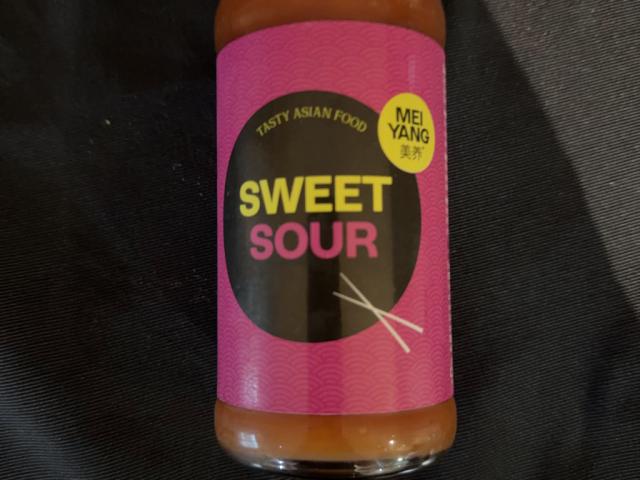 TASTY ASIAN FOOD
MEI
YANG
美养
SWEET
SOUR